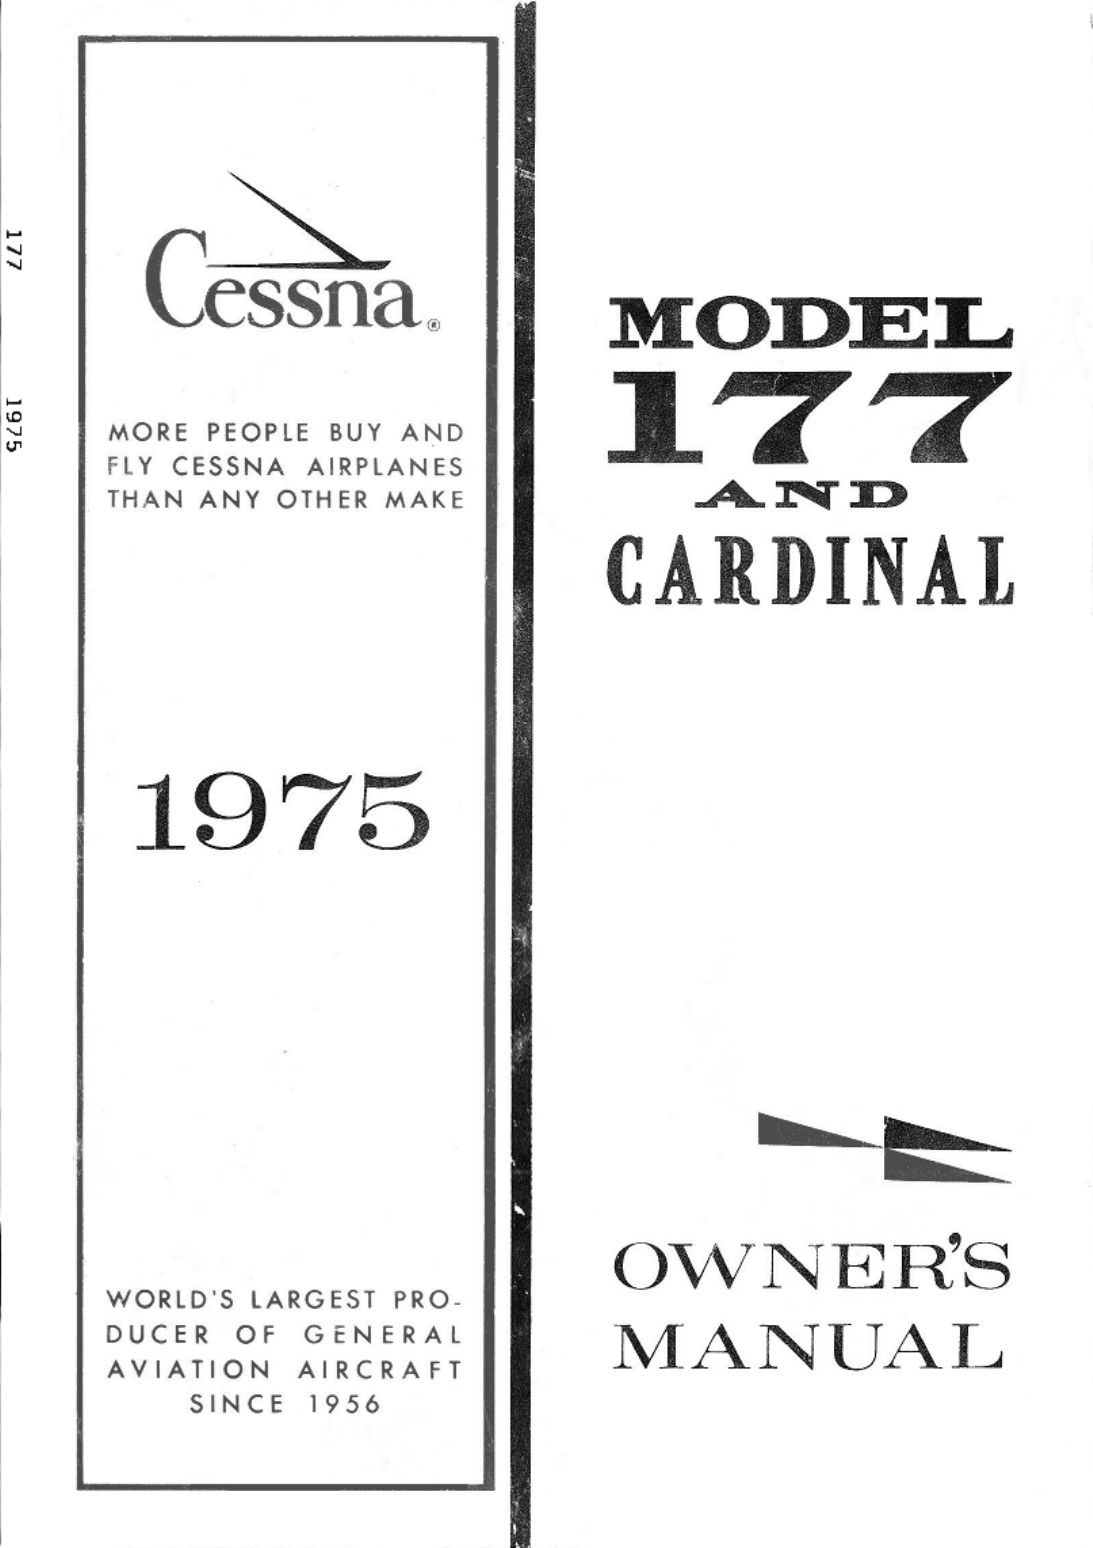 177 1975
Cessna®
MORE PEOPLE BUY AND
FLY CESSNA AIRPLANES
THAN ANY OTHER MAKE
1975
WORLD'S LARGEST PRO-
DUCER OF GENERAL
AVIATION AIRCRAFT
SINCE 1956
MODEL
177
AND
CARDINAL
OWNER'S
MANUAL